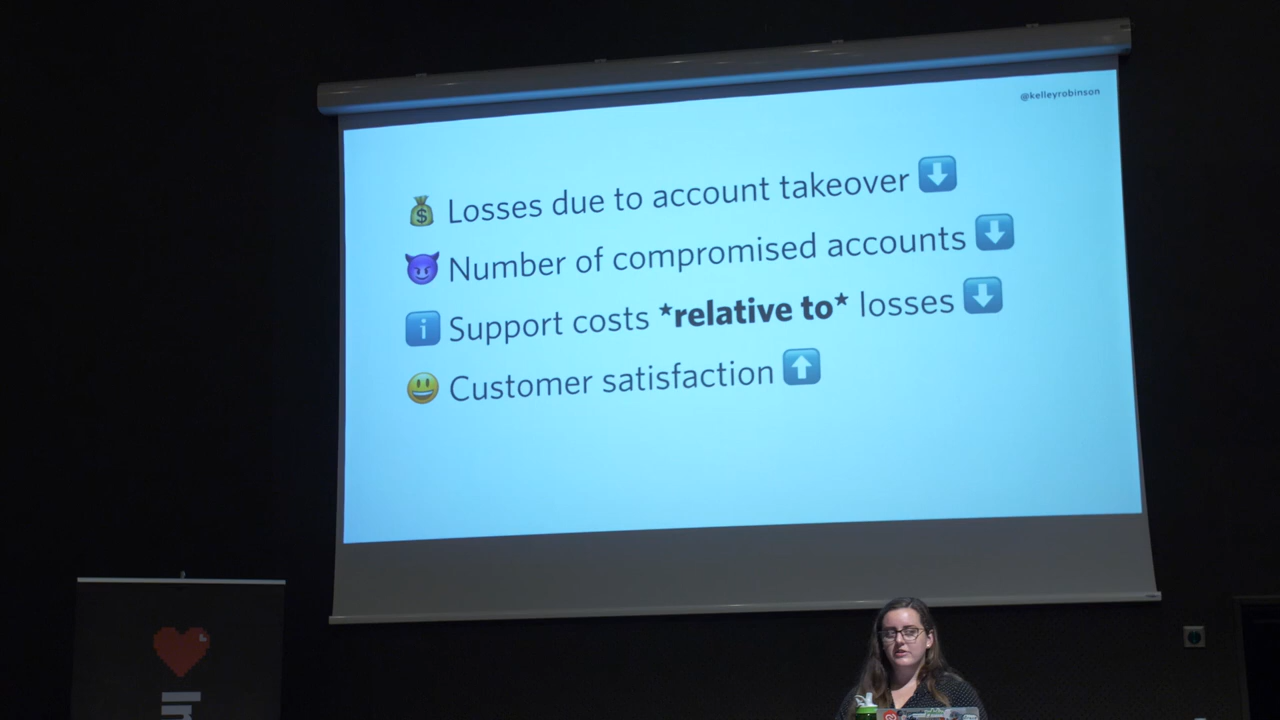 @kelleyrobinson
💰 Losses due to account takeover ⬇️
😈 Number of compromised accounts ⬇️
ℹ️ Support costs *relative to* losses ⬇️
😃 Customer satisfaction ⬆️